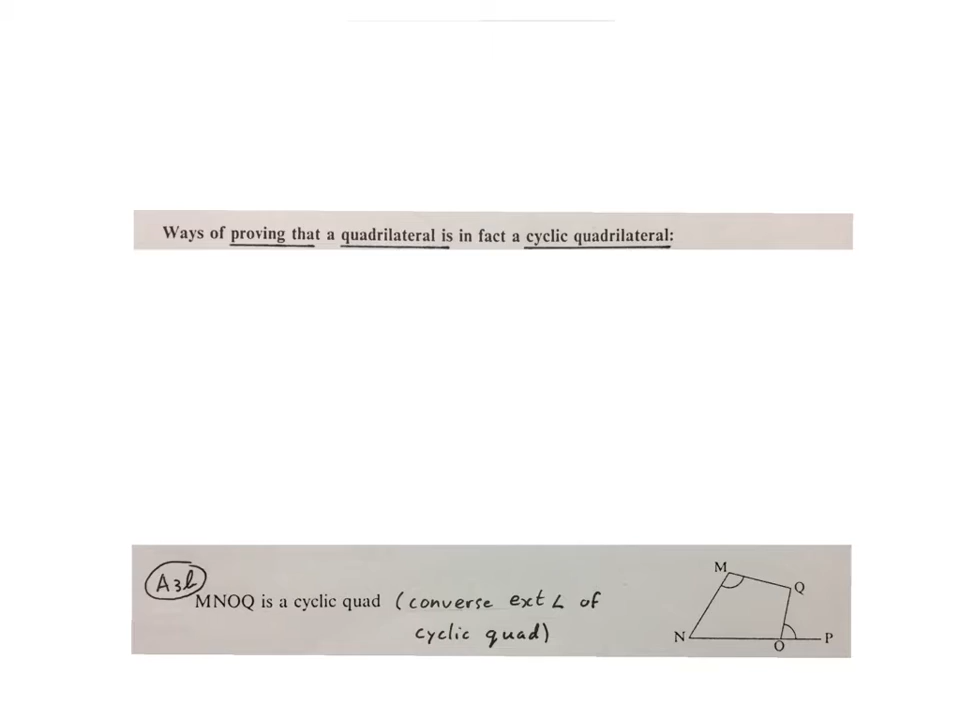 Ways of proving that a quadrilateral is in fact a cyclic quadrilateral:
A3b
MNOQ is a cyclic quad (converse ext ∠ of
cyclic quad)
M
Q
N
O
P